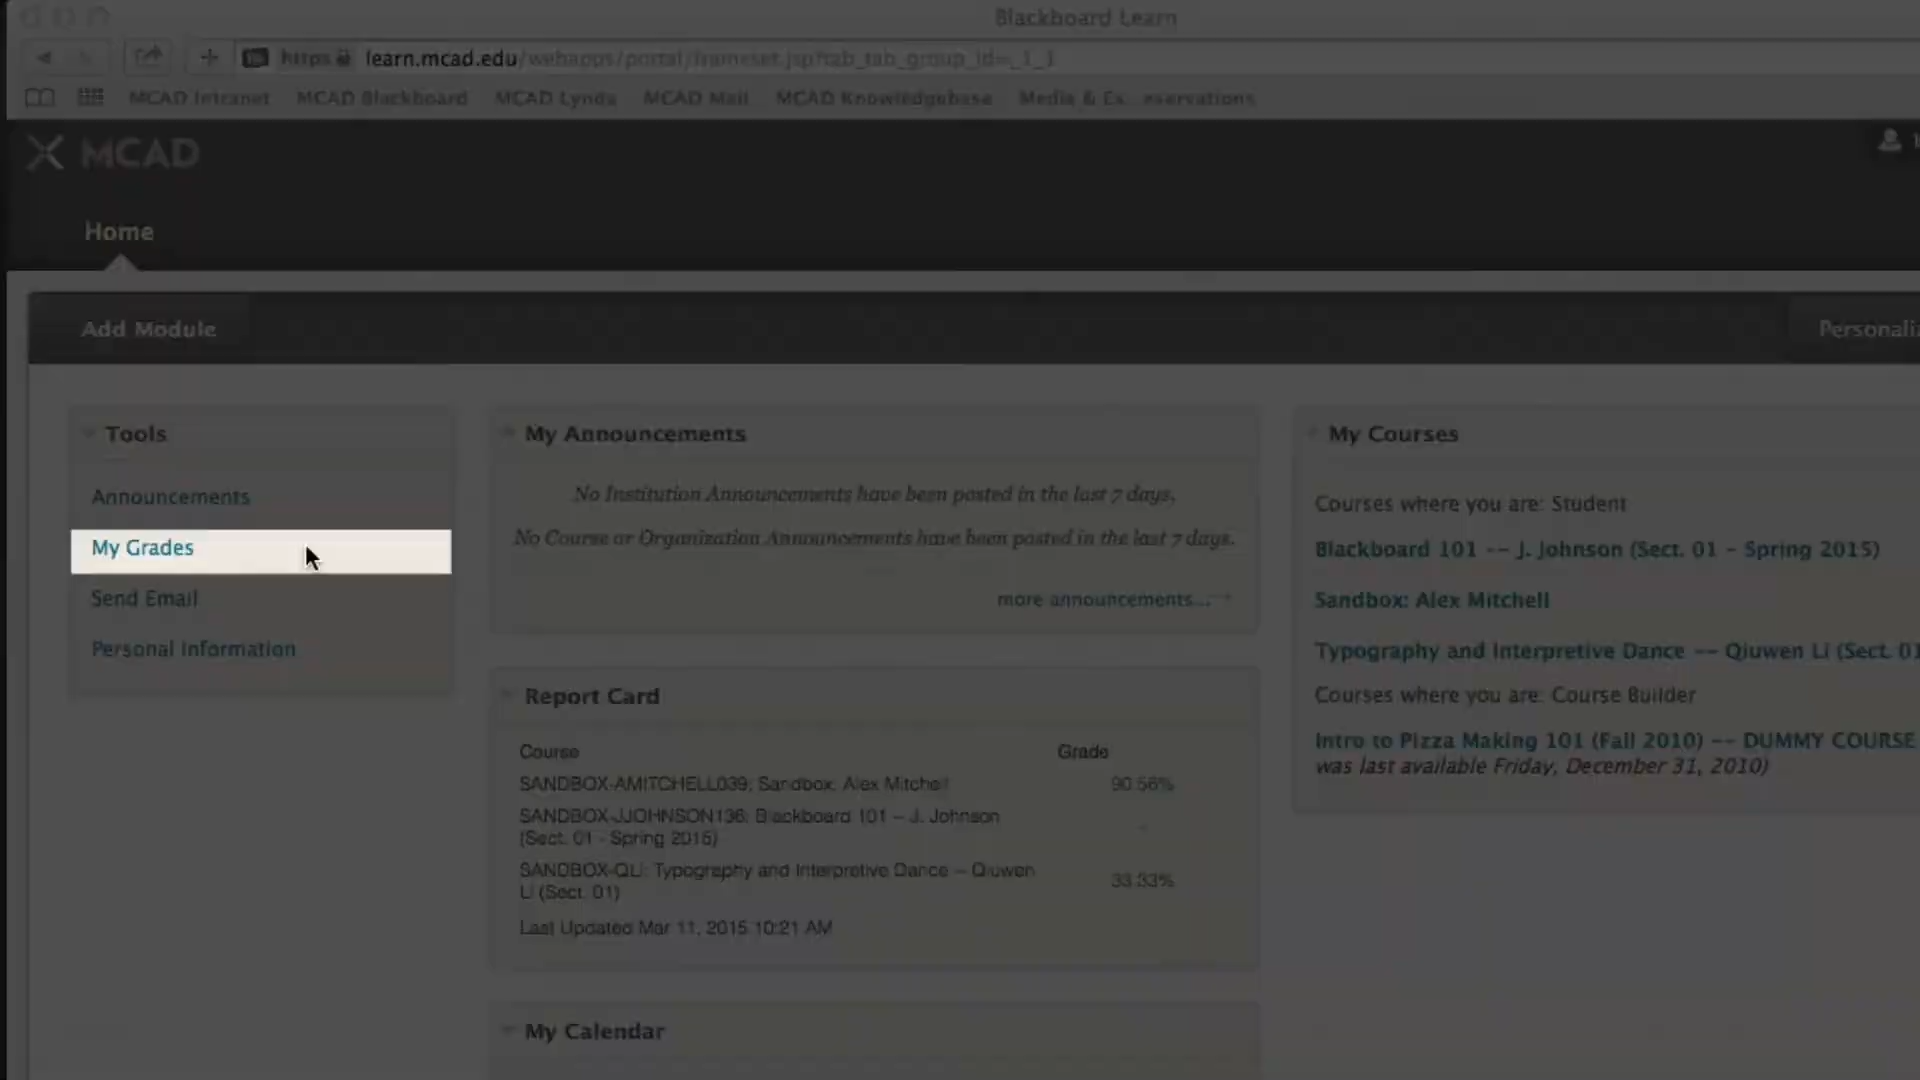 Blackboard Learn
https learn.mcad.edu/webapps/portal/frameset.jsp?tab_tab_group_id=_1_1
MCAD Intranet MCAD Blackboard MCAD Lynda MCAD Mail MCAD Knowledgebase Media & Ex...eservations
MCAD
Home
Add Module
Tools
Announcements
My Grades
Send Email
Personal Information
My Announcements
No Institution Announcements have been posted in the last 7 days.
No Course or Organization Announcements have been posted in the last 7 days.
more announcements...
Report Card
Course Grade
SANDBOX-AMITCHELL039: Sandbox: Alex Mitchell 90.56%
SANDBOX-JJOHNSON136: Blackboard 101 -- J. Johnson
(Sect. 01 - Spring 2015) -
SANDBOX-QLI: Typography and Interpretive Dance -- Qiuwen
Li (Sect. 01) 33.33%
Last Updated Mar 11, 2015 10:21 AM
My Calendar
My Courses
Courses where you are: Student
Blackboard 101 -- J. Johnson (Sect. 01 - Spring 2015)
Sandbox: Alex Mitchell
Typography and Interpretive Dance -- Qiuwen Li (Sect. 01
Courses where you are: Course Builder
Intro to Pizza Making 101 (Fall 2010) -- DUMMY COURSE
was last available Friday, December 31, 2010)